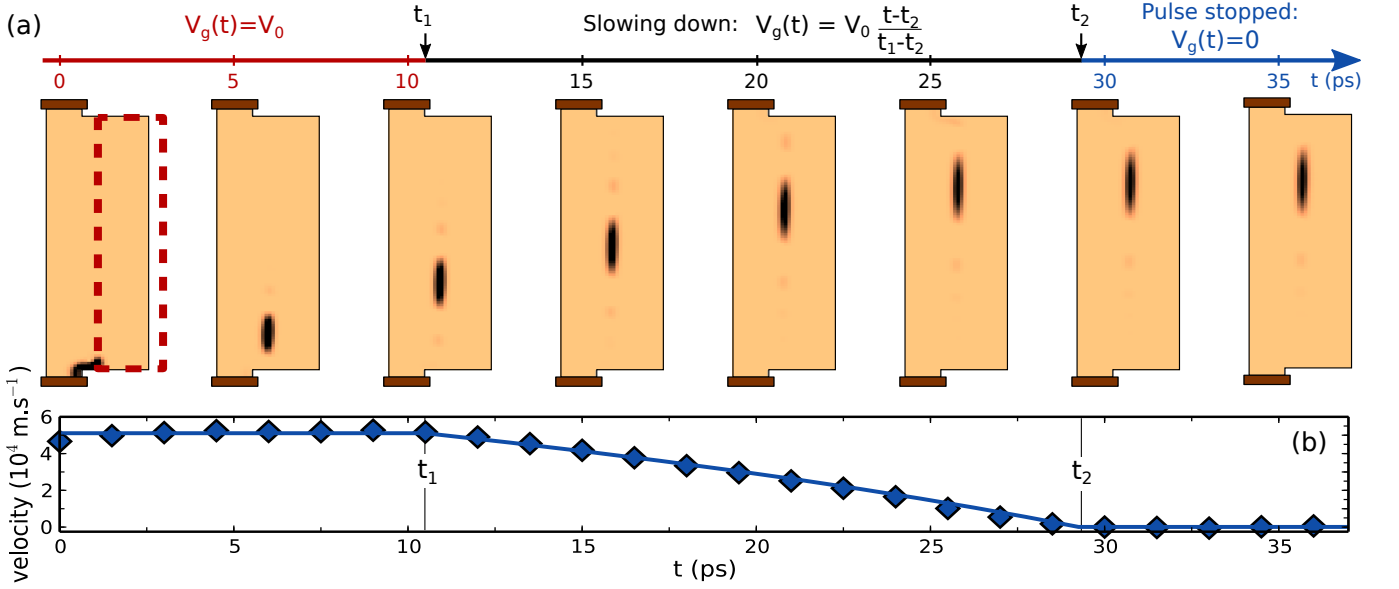 (a)
V_g(t)=V_0
t_1
Slowing down: V_g(t) = V_0 \frac{t-t_2}{t_1-t_2}
t_2
Pulse stopped:
V_g(t)=0
0 5 10 15 20 25 30 35 t (ps)
velocity (10^4 m.s^{-1})
6
4
2
0
t_1
t_2
(b)
0 5 10 15 20 25 30 35
t (ps)